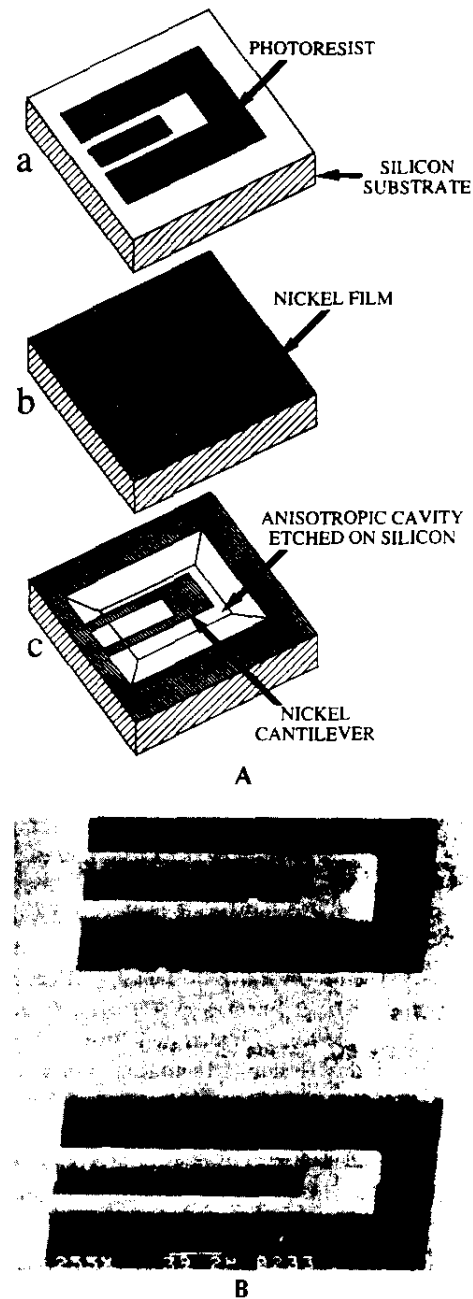 PHOTORESIST
a
SILICON
SUBSTRATE
NICKEL FILM
b
ANISOTROPIC CAVITY
ETCHED ON SILICON
c
NICKEL
CANTILEVER
A
B